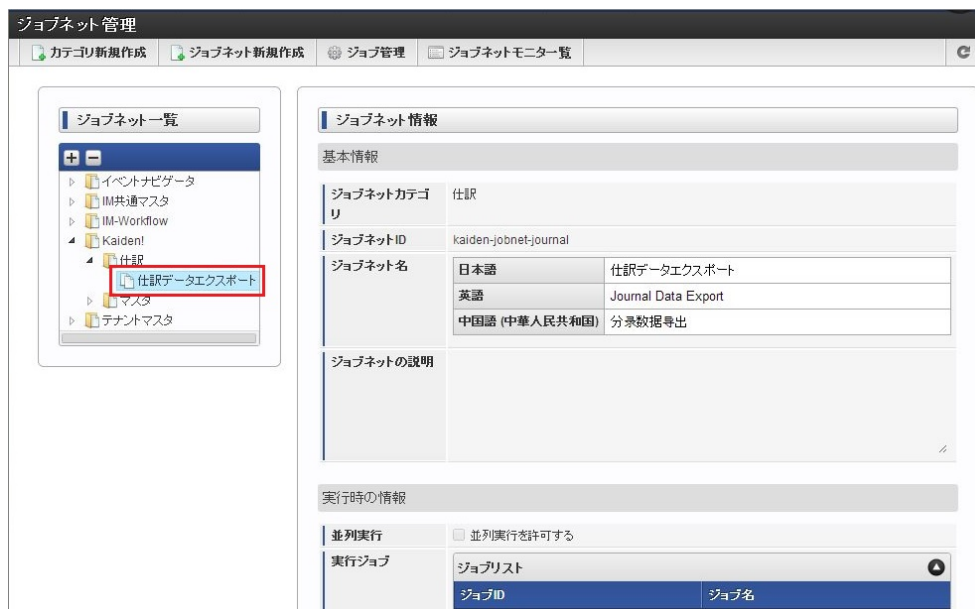 ジョブネット管理
カテゴリ新規作成 ジョブネット新規作成 ジョブ管理 ジョブネットモニタ一覧
ジョブネット一覧
イベントナビゲータ
IM共通マスタ
IM-Workflow
Kaiden!
仕訳
仕訳データエクスポート
マスタ
テナントマスタ
ジョブネット情報
基本情報
ジョブネットカテゴリ 仕訳
ジョブネットID kaiden-jobnet-journal
ジョブネット名
日本語 仕訳データエクスポート
英語 Journal Data Export
中国語 (中華人民共和国) 分录数据导出
ジョブネットの説明
実行時の情報
並列実行 並列実行を許可する
実行ジョブ
ジョブリスト
ジョブID ジョブ名